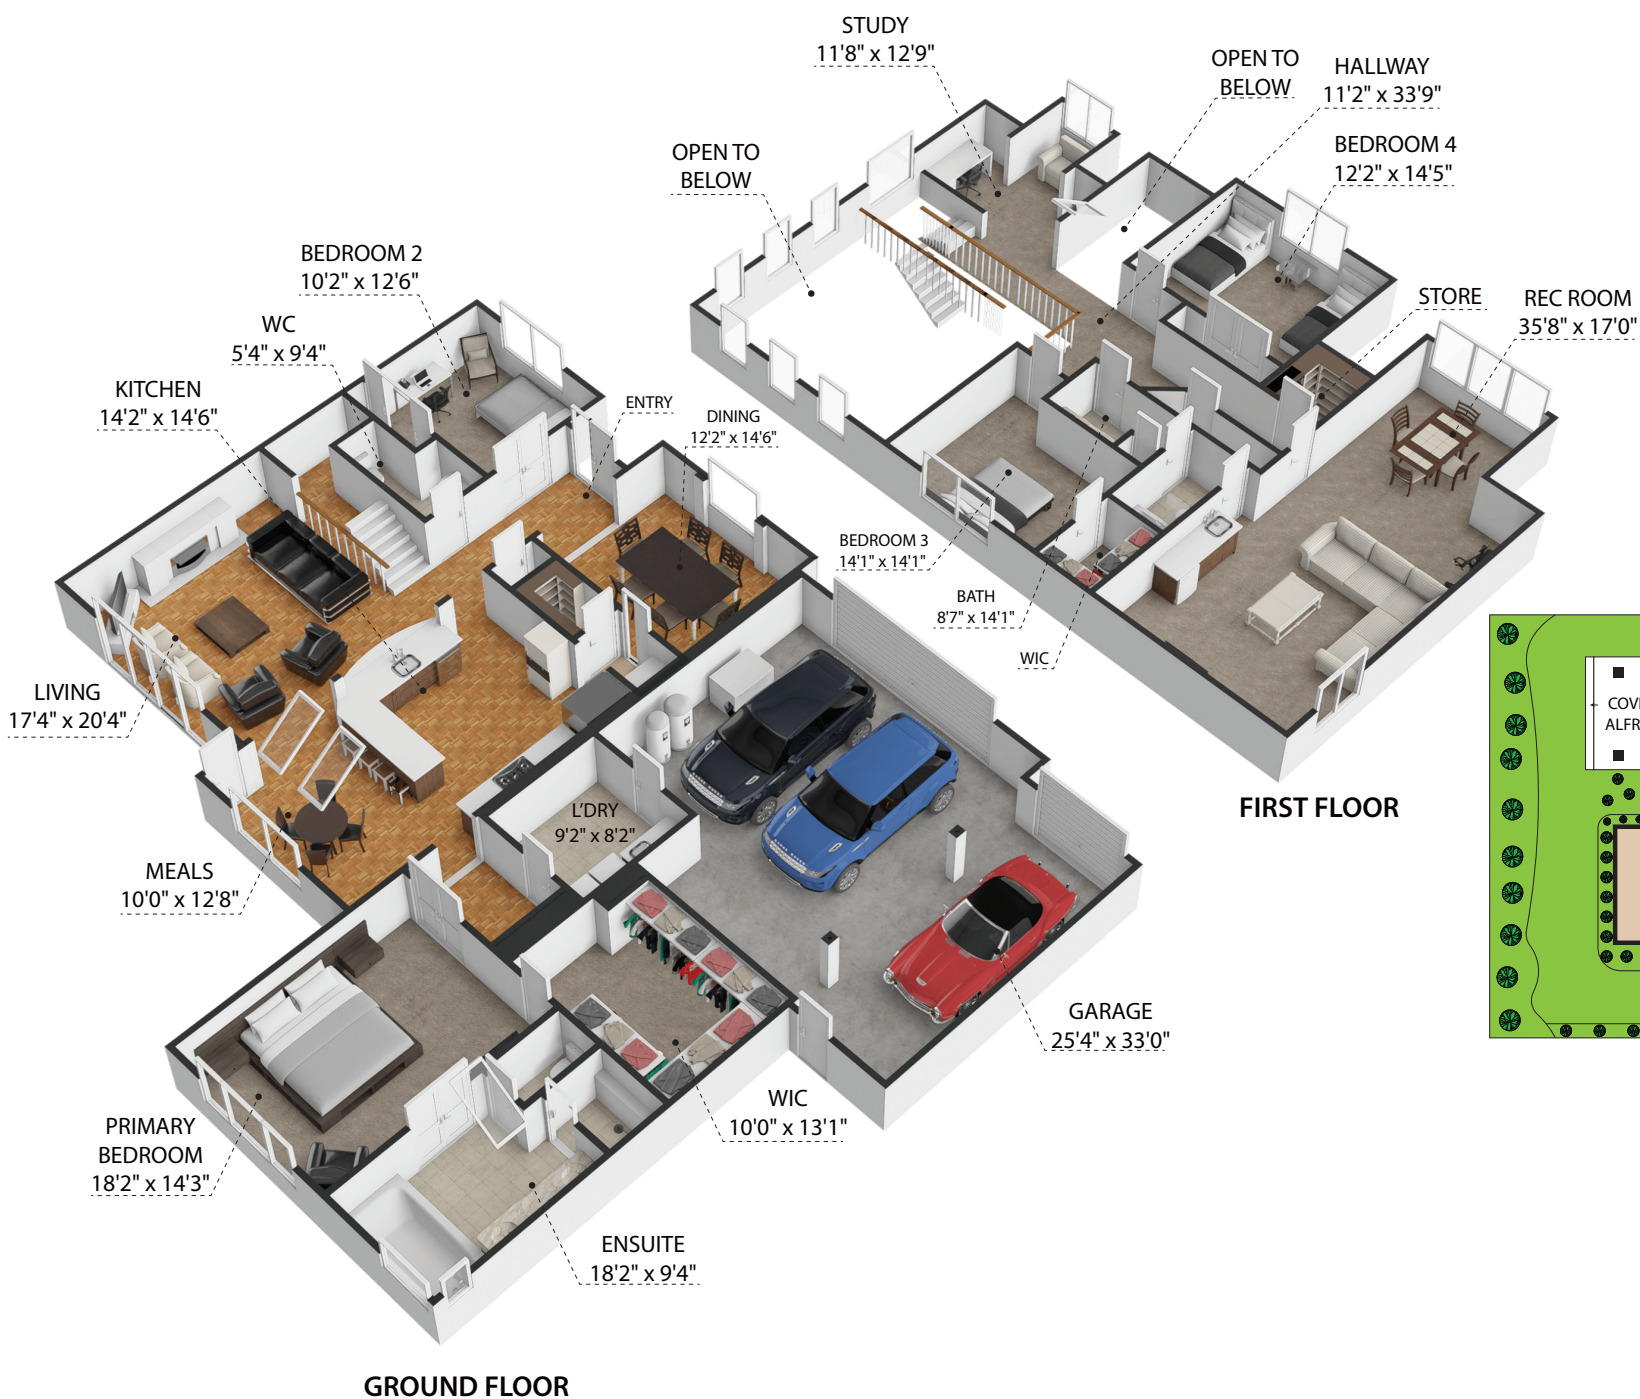 STUDY
11'8" x 12'9"
OPEN TO
BELOW
HALLWAY
11'2" x 33'9"
OPEN TO
BELOW
BEDROOM 4
12'2" x 14'5"
STORE
REC ROOM
35'8" x 17'0"
BEDROOM 3
14'1" x 14'1"
BATH
8'7" x 14'1"
WIC
FIRST FLOOR
BEDROOM 2
10'2" x 12'6"
WC
5'4" x 9'4"
KITCHEN
14'2" x 14'6"
ENTRY
DINING
12'2" x 14'6"
LIVING
17'4" x 20'4"
MEALS
10'0" x 12'8"
L'DRY
9'2" x 8'2"
GARAGE
25'4" x 33'0"
WIC
10'0" x 13'1"
PRIMARY
BEDROOM
18'2" x 14'3"
ENSUITE
18'2" x 9'4"
GROUND FLOOR
COV
ALFR